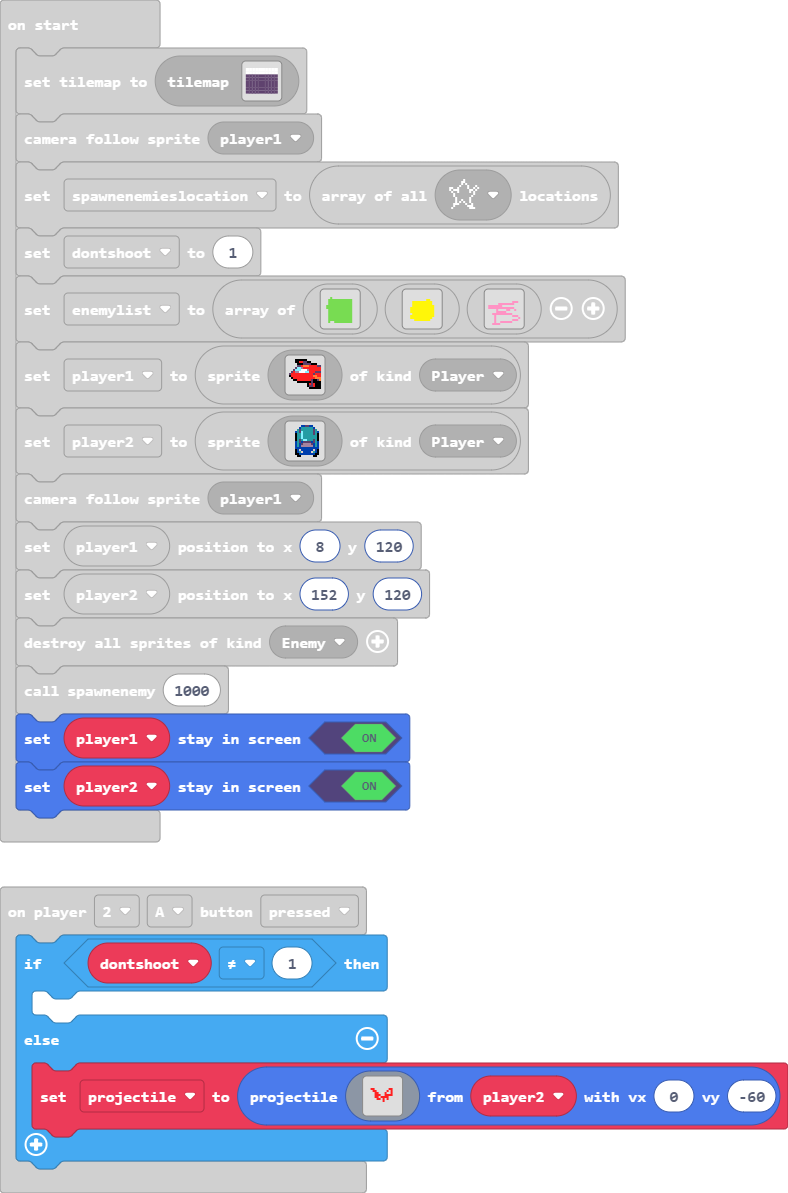 on start
set tilemap to tilemap
camera follow sprite player1
set spawnenemieslocation to array of all locations
set dontshoot to 1
set enemylist to array of
set player1 to sprite of kind Player
set player2 to sprite of kind Player
camera follow sprite player1
set player1 position to x 8 y 120
set player2 position to x 152 y 120
destroy all sprites of kind Enemy
call spawnenemy 1000
set player1 stay in screen ON
set player2 stay in screen ON
on player 2 A button pressed
if dontshoot ≠ 1 then
else
set projectile to projectile from player2 with vx 0 vy -60